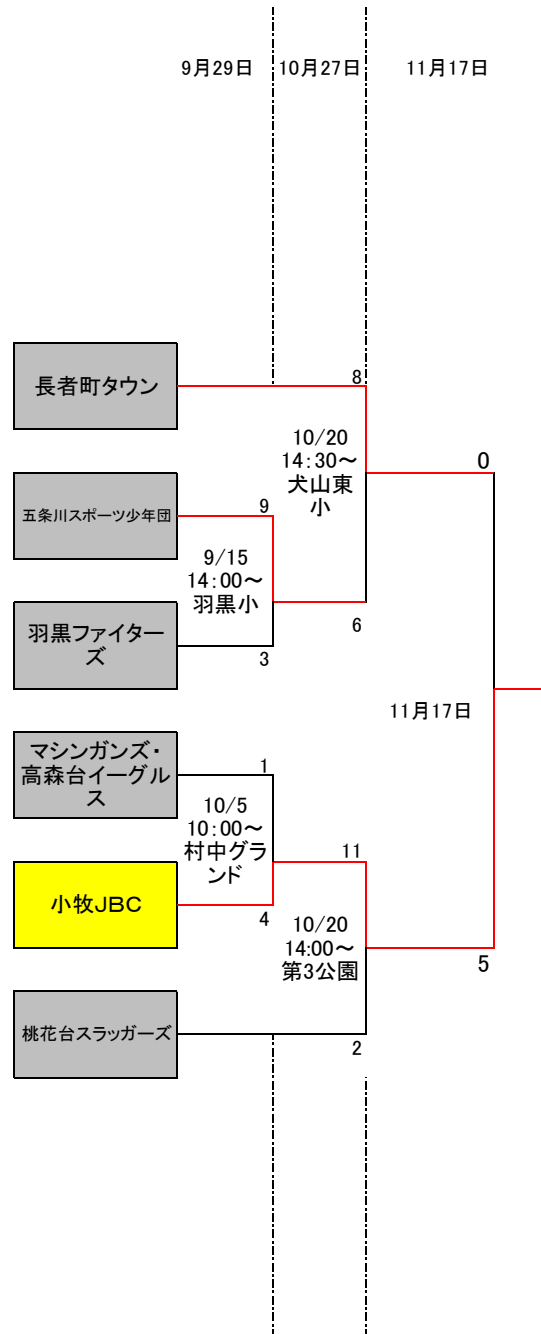 9月29日 10月27日 11月17日
8
長者町タウン
10/20
14:30～
犬山東
小
0
9
五条川スポーツ少年団
9/15
14:00～
羽黒小
6
羽黒ファイター
ズ
3
11月17日
マシンガンズ・
高森台イーグル
ス
1
10/5
10:00～
村中グラ
ンド
11
小牧JBC
4
10/20
14:00～
第3公園
5
桃花台スラッガーズ
2